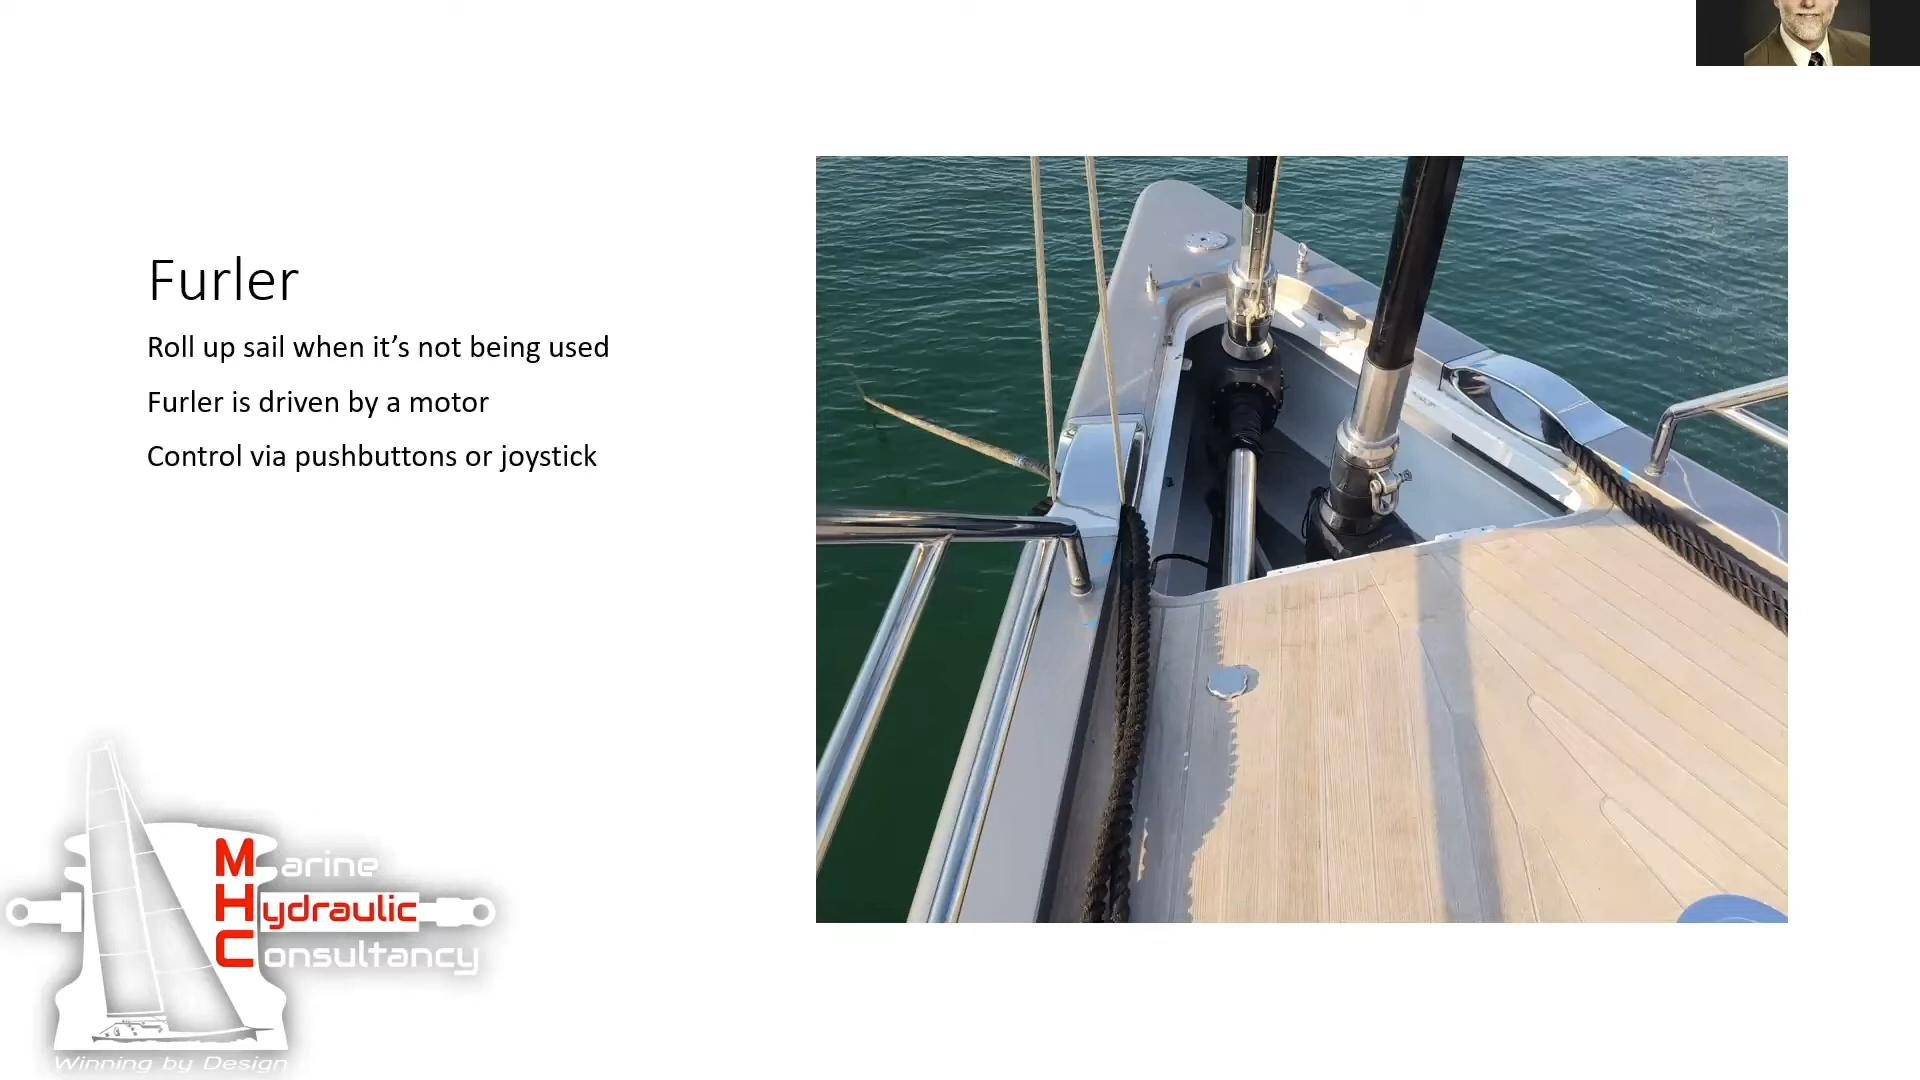 Furler
Roll up sail when it’s not being used
Furler is driven by a motor
Control via pushbuttons or joystick
Marine
Hydraulic
Consultancy
Winning by Design